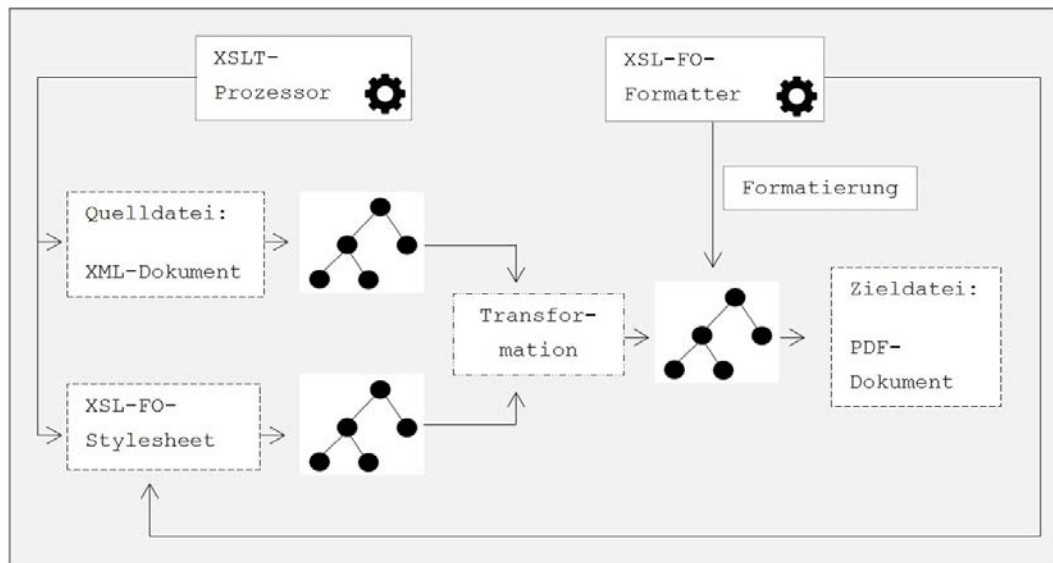 XSLT-
Prozessor
XSL-FO-
Formatter
Formatierung
Quelldatei:
XML-Dokument
Transfor-
mation
Zieldatei:
PDF-
Dokument
XSL-FO-
Stylesheet